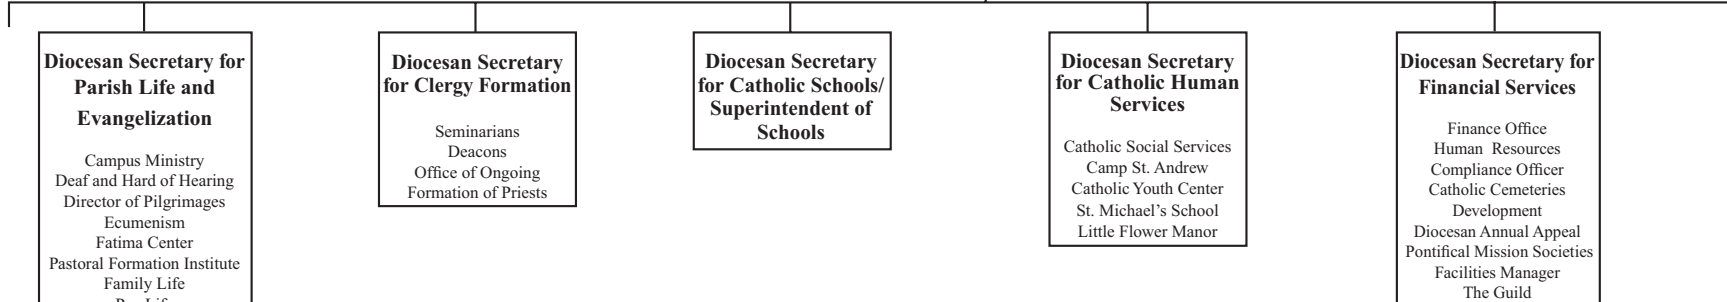 Diocesan Secretary for
Parish Life and
Evangelization
Campus Ministry
Deaf and Hard of Hearing
Director of Pilgrimages
Ecumenism
Fatima Center
Pastoral Formation Institute
Family Life
Diocesan Secretary
for Clergy Formation
Seminarians
Deacons
Office of Ongoing
Formation of Priests
Diocesan Secretary
for Catholic Schools/
Superintendent of
Schools
Diocesan Secretary
for Catholic Human
Services
Catholic Social Services
Camp St. Andrew
Catholic Youth Center
St. Michael's School
Little Flower Manor
Diocesan Secretary for
Financial Services
Finance Office
Human Resources
Compliance Officer
Catholic Cemeteries
Development
Diocesan Annual Appeal
Pontifical Mission Societies
Facilities Manager
The Guild